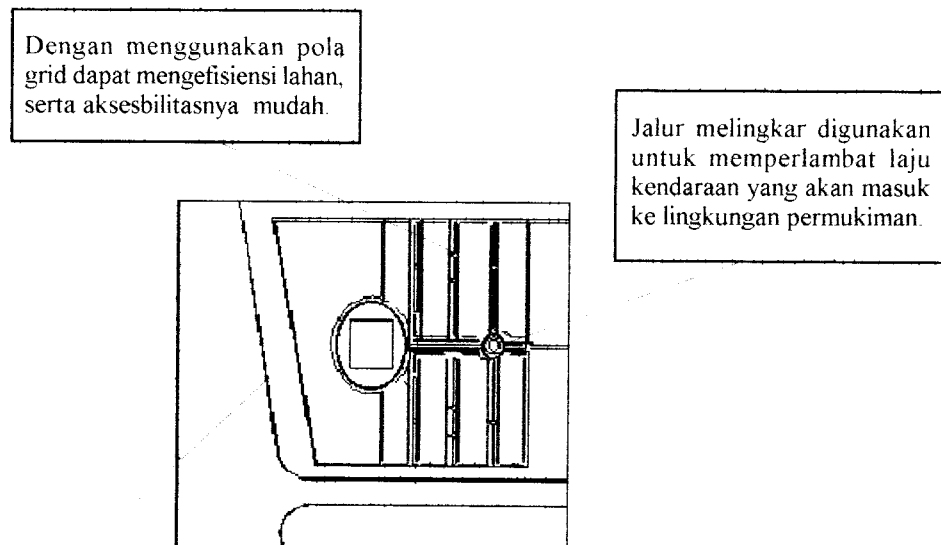 Dengan menggunakan pola
grid dapat mengefisiensi lahan,
serta aksesbilitasnya mudah.
Jalur melingkar digunakan
untuk memperlambat laju
kendaraan yang akan masuk
ke lingkungan permukiman.